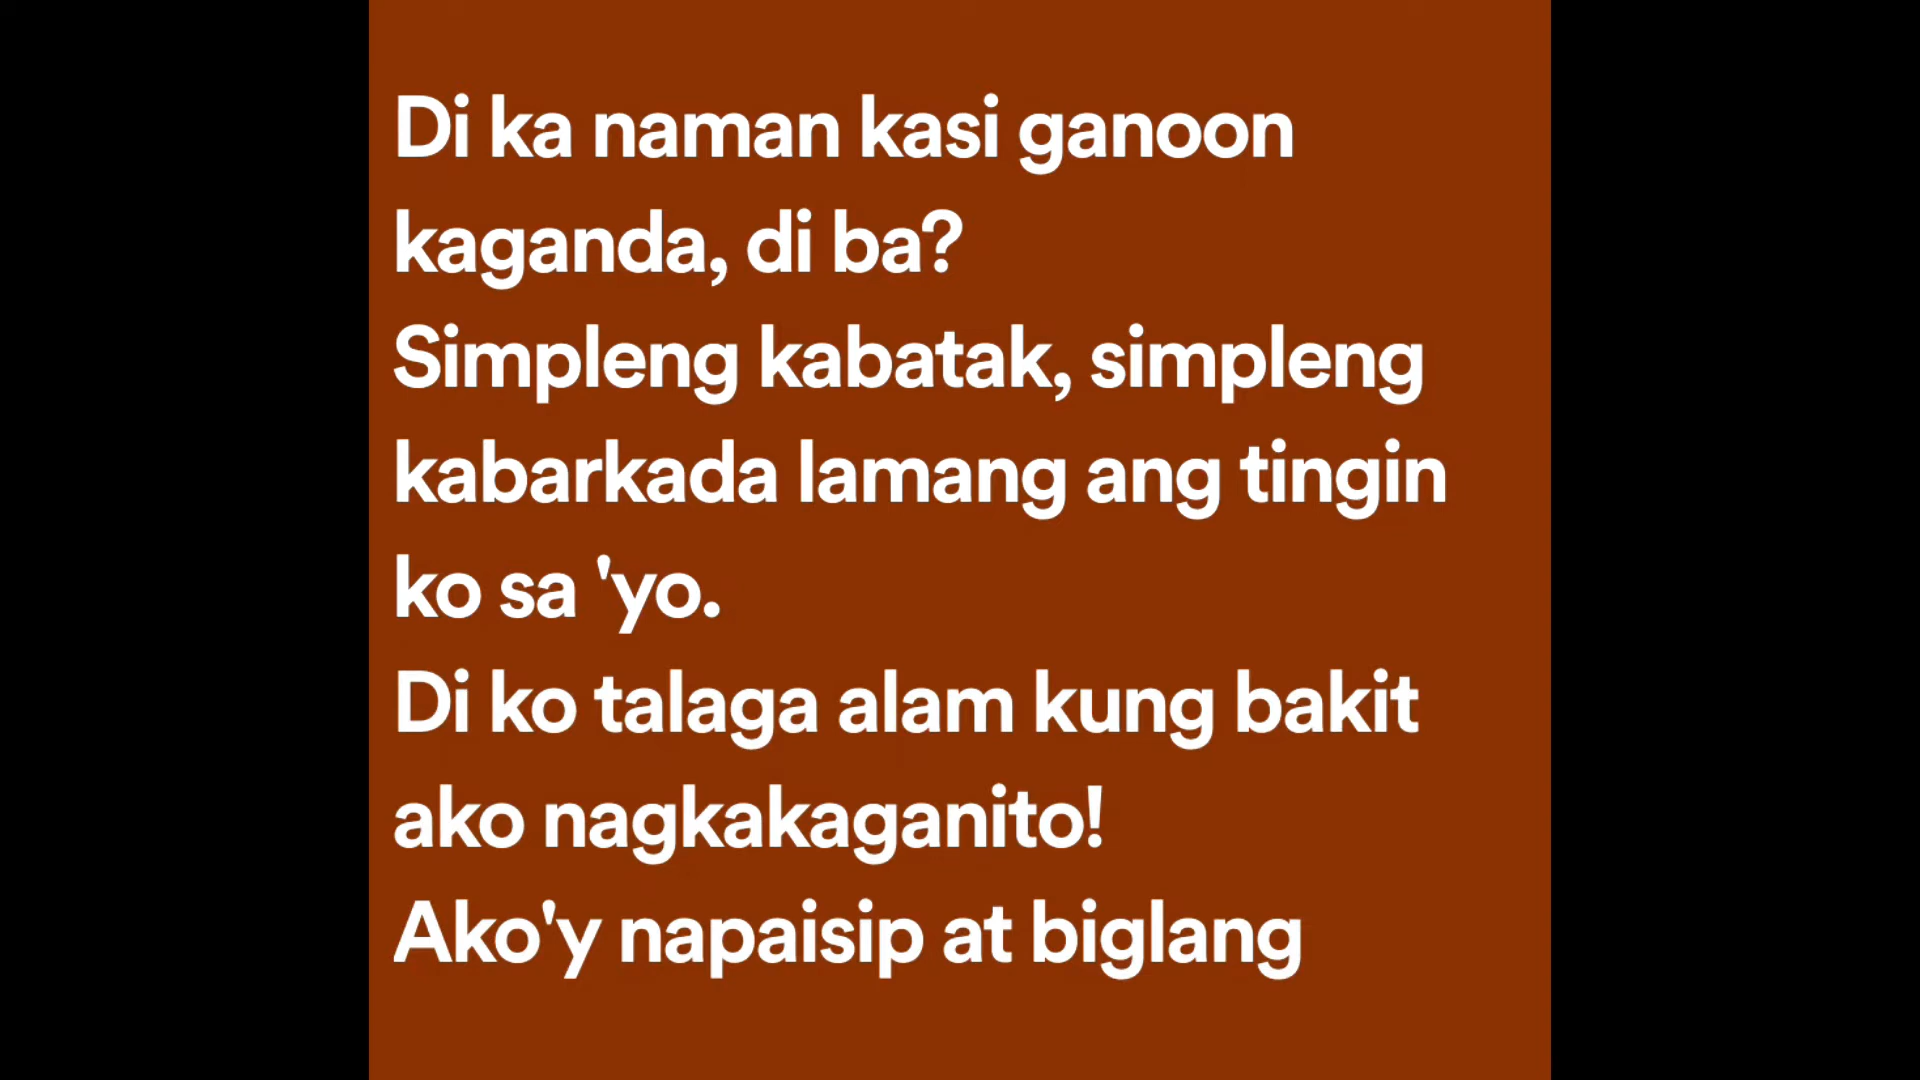 Di ka naman kasi ganoon
kaganda, di ba?
Simpleng kabatak, simpleng
kabarkada lamang ang tingin
ko sa 'yo.
Di ko talaga alam kung bakit
ako nagkakaganito!
Ako'y napaisip at biglang